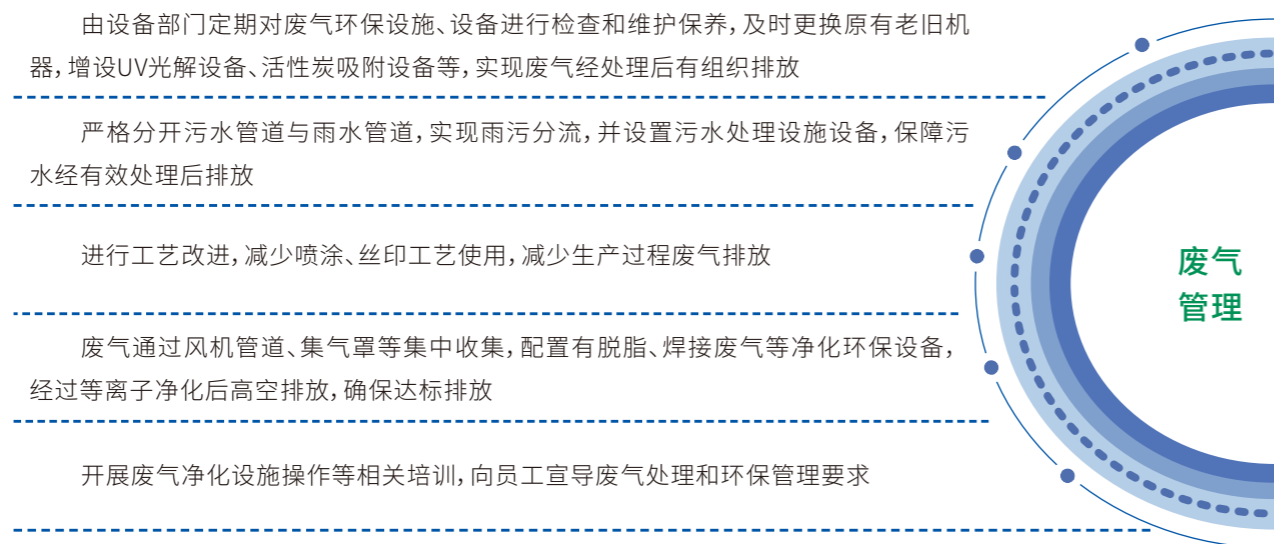 由设备部门定期对废气环保设施、设备进行检查和维护保养，及时更换原有老旧机
器，增设UV光解设备、活性炭吸附设备等，实现废气经处理后有组织排放
严格分开污水管道与雨水管道，实现雨污分流，并设置污水处理设施设备，保障污
水经有效处理后排放
进行工艺改进，减少喷涂、丝印工艺使用，减少生产过程废气排放
废气通过风机管道、集气罩等集中收集，配置有脱脂、焊接废气等净化环保设备，
经过等离子净化后高空排放，确保达标排放
开展废气净化设施操作等相关培训，向员工宣导废气处理和环保管理要求
废气
管理